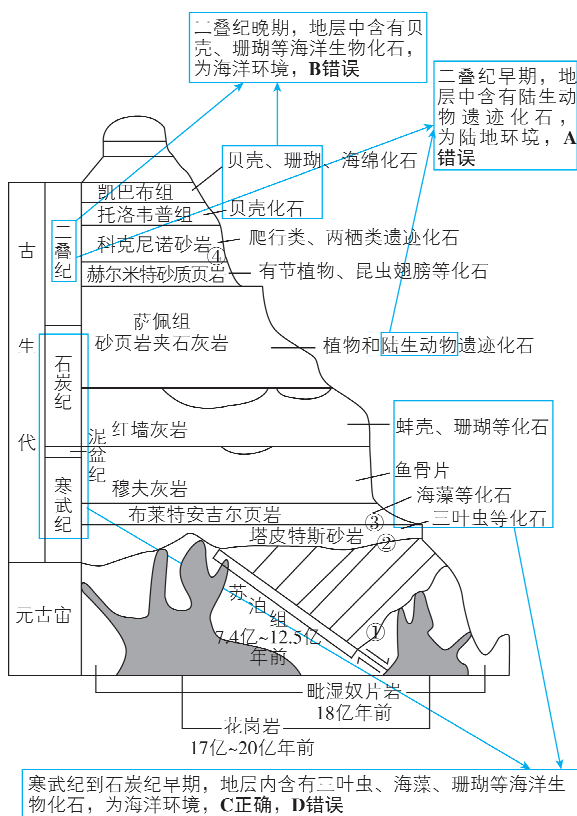 二叠纪晚期，地层中含有贝
壳、珊瑚等海洋生物化石，
为海洋环境，B错误
二叠纪早期，地
层中含有陆生动
物遗迹化石，
为陆地环境，A
错误
贝壳、珊瑚、海绵化石
凯巴布组
托洛韦普组
贝壳化石
科克尼诺砂岩
爬行类、两栖类遗迹化石
④
赫尔米特砂质页岩
有节植物、昆虫翅膀等化石
萨佩组
砂页岩夹石灰岩
植物和陆生动物遗迹化石
古生代
二叠纪
石炭纪
泥盆纪
寒武纪
红墙灰岩
蚌壳、珊瑚等化石
鱼骨片
穆夫灰岩
海藻等化石
布莱特安吉尔页岩
③
三叶虫等化石
塔皮特斯砂岩
②
元古宙
苏泊组
7.4亿~12.5亿
年前
①
毗湿奴片岩
18亿年前
花岗岩
17亿~20亿年前
寒武纪到石炭纪早期，地层内含有三叶虫、海藻、珊瑚等海洋生
物化石，为海洋环境，C正确，D错误